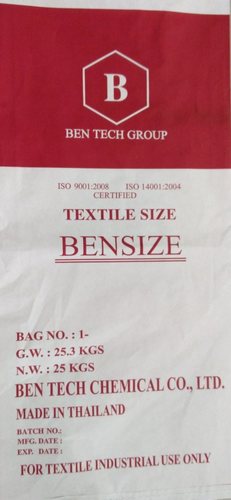 B
BEN TECH GROUP
ISO 9001:2008 ISO 14001:2004
CERTIFIED
TEXTILE SIZE
BENSIZE
BAG NO. : 1-
G.W. : 25.3 KGS
N.W. : 25 KGS
BEN TECH CHEMICAL CO., LTD.
MADE IN THAILAND
BATCH NO.:
MFG. DATE :
EXP. DATE :
FOR TEXTILE INDUSTRIAL USE ONLY